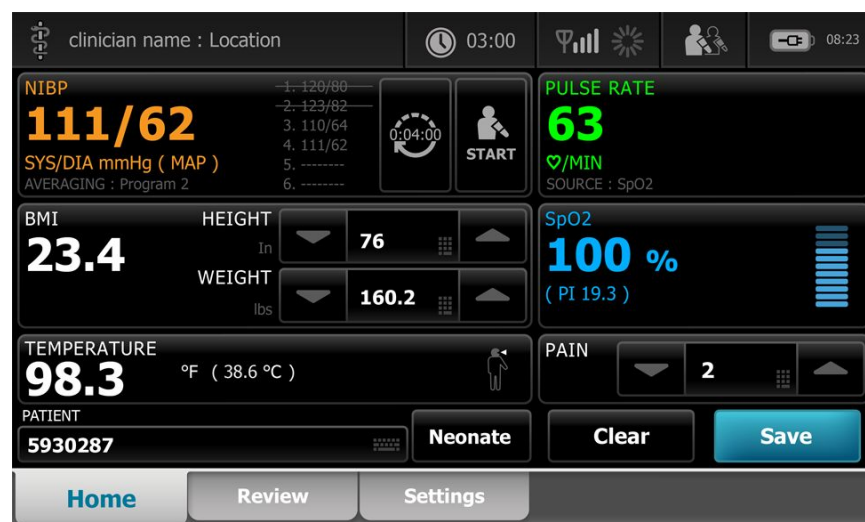 clinician name : Location
03:00
08:23
NIBP
111/62
SYS/DIA mmHg ( MAP )
AVERAGING : Program 2
1. 120/80
2. 123/82
3. 110/64
4. 111/62
5. --------
6. --------
0:04:00
START
PULSE RATE
63
♡/MIN
SOURCE : SpO2
BMI
23.4
HEIGHT
In
76
WEIGHT
lbs
160.2
SpO2
100 %
( PI 19.3 )
TEMPERATURE
98.3 °F ( 38.6 °C )
PAIN
2
PATIENT
5930287
Neonate
Clear
Save
Home
Review
Settings